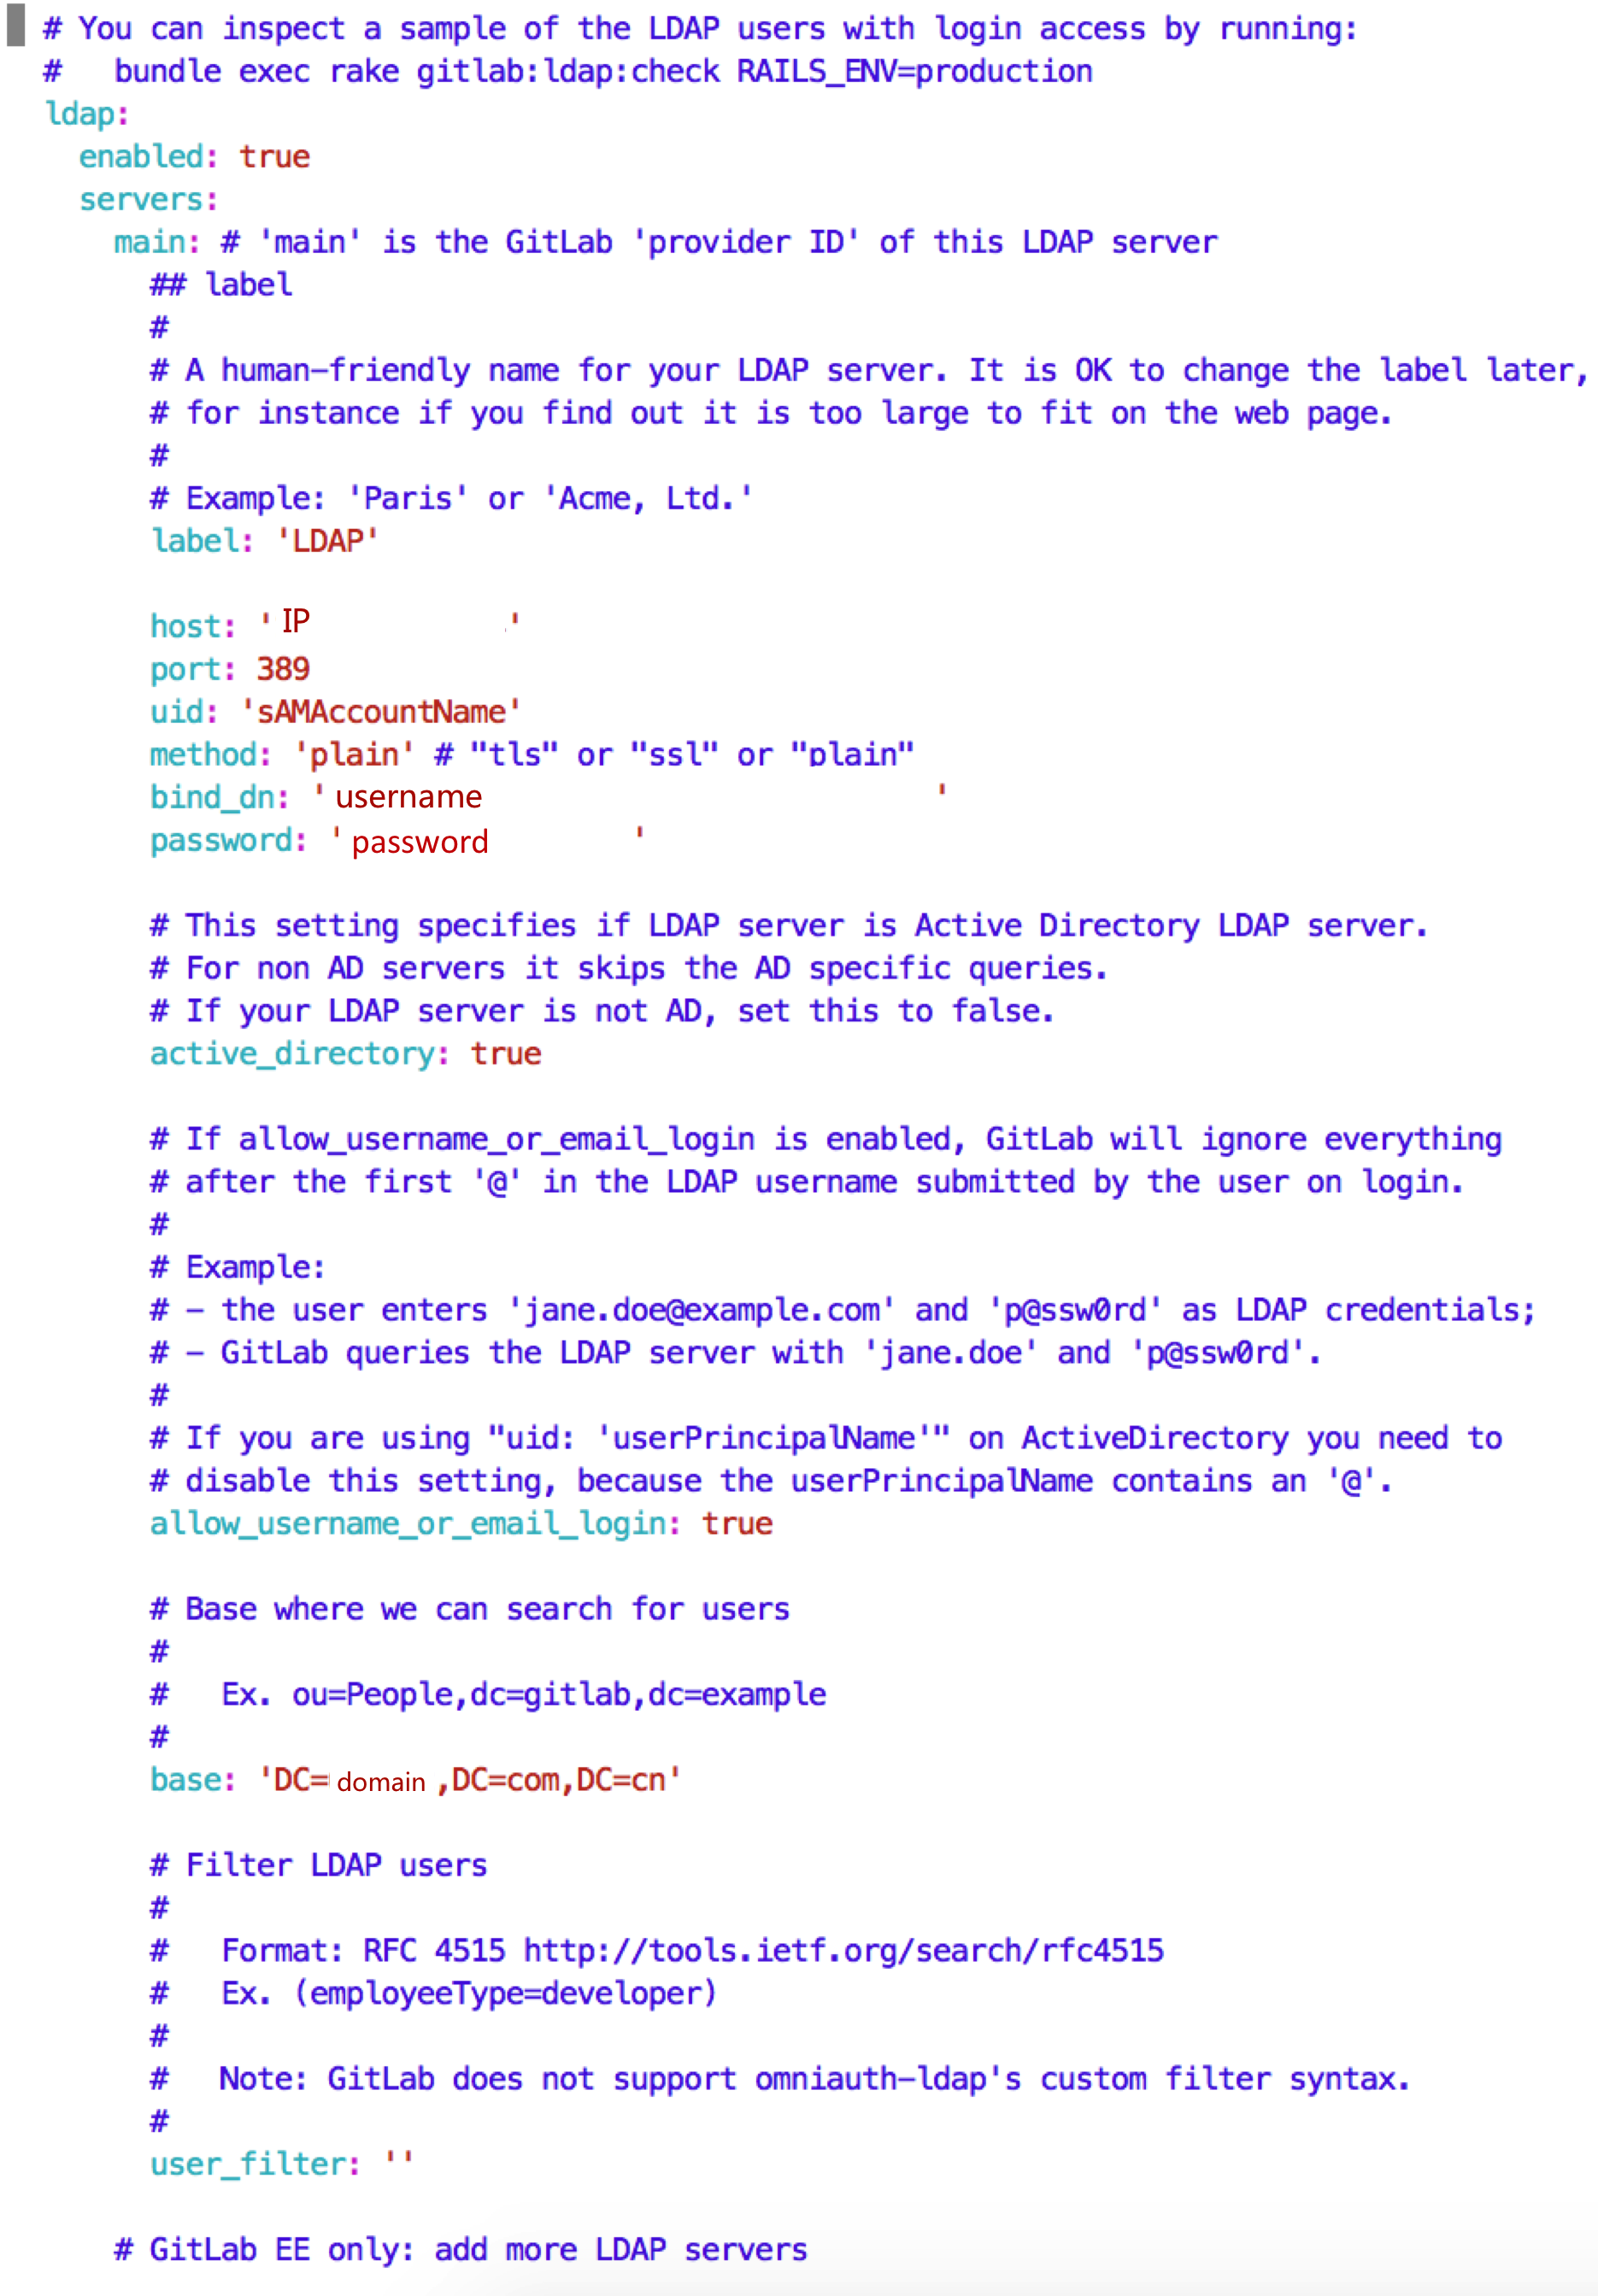 # You can inspect a sample of the LDAP users with login access by running:
#   bundle exec rake gitlab:ldap:check RAILS_ENV=production
ldap:
  enabled: true
  servers:
    main: # 'main' is the GitLab 'provider ID' of this LDAP server
      ## label
      #
      # A human-friendly name for your LDAP server. It is OK to change the label later,
      # for instance if you find out it is too large to fit on the web page.
      #
      # Example: 'Paris' or 'Acme, Ltd.'
      label: 'LDAP'

      host: 'IP'
      port: 389
      uid: 'sAMAccountName'
      method: 'plain' # "tls" or "ssl" or "plain"
      bind_dn: 'username'
      password: 'password'

      # This setting specifies if LDAP server is Active Directory LDAP server.
      # For non AD servers it skips the AD specific queries.
      # If your LDAP server is not AD, set this to false.
      active_directory: true

      # If allow_username_or_email_login is enabled, GitLab will ignore everything
      # after the first '@' in the LDAP username submitted by the user on login.
      #
      # Example:
      # - the user enters 'jane.doe@example.com' and 'p@ssw0rd' as LDAP credentials;
      # - GitLab queries the LDAP server with 'jane.doe' and 'p@ssw0rd'.
      #
      # If you are using "uid: 'userPrincipalName'" on ActiveDirectory you need to
      # disable this setting, because the userPrincipalName contains an '@'.
      allow_username_or_email_login: true

      # Base where we can search for users
      #
      #   Ex. ou=People,dc=gitlab,dc=example
      #
      base: 'DC=domain,DC=com,DC=cn'

      # Filter LDAP users
      #
      #   Format: RFC 4515 http://tools.ietf.org/search/rfc4515
      #   Ex. (employeeType=developer)
      #
      #   Note: GitLab does not support omniauth-ldap's custom filter syntax.
      #
      user_filter: ''

    # GitLab EE only: add more LDAP servers